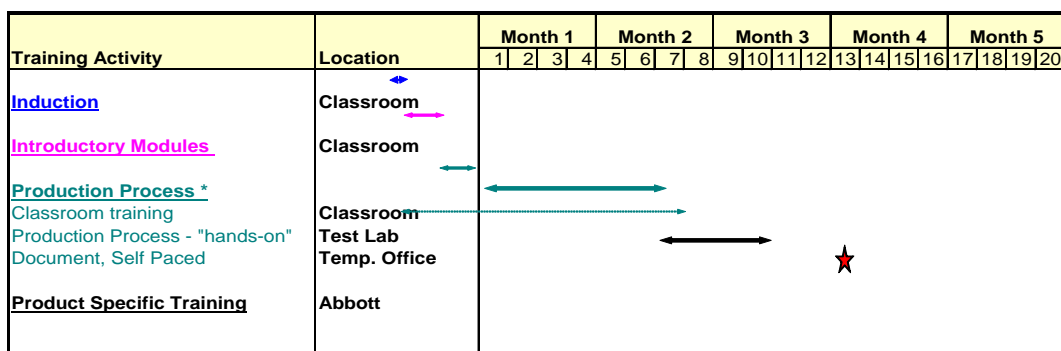 Month 1 Month 2 Month 3 Month 4 Month 5
Training Activity Location 1 2 3 4 5 6 7 8 9 10 11 12 13 14 15 16 17 18 19 20
Induction Classroom
Introductory Modules Classroom
Production Process *
Classroom training Classroom
Production Process - "hands-on" Test Lab
Document, Self Paced Temp. Office
Product Specific Training Abbott